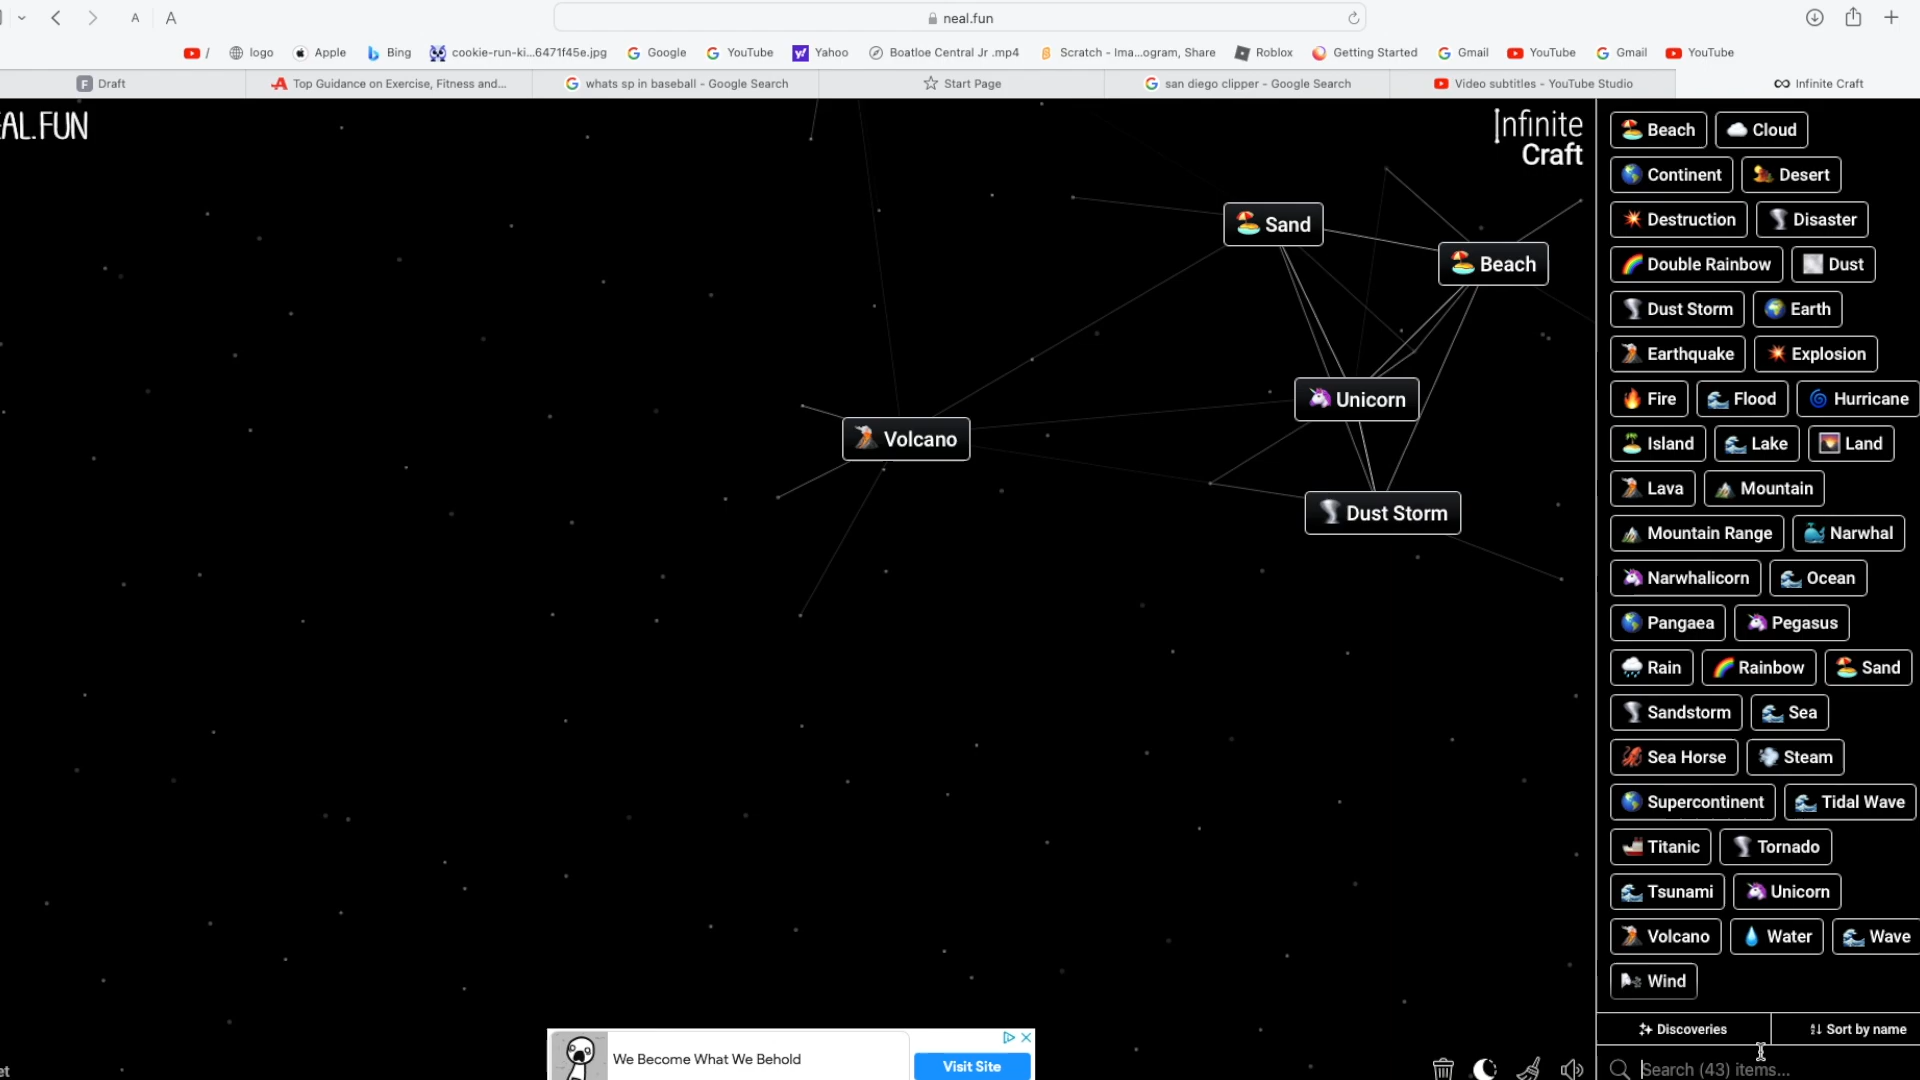 A A
neal.fun
/ logo Apple Bing cookie-run-ki...6471f45e.jpg Google YouTube Yahoo Boatloe Central Jr .mp4 Scratch - Ima...ogram, Share Roblox Getting Started Gmail YouTube Gmail YouTube
Draft
Top Guidance on Exercise, Fitness and...
whats sp in baseball - Google Search
Start Page
san diego clipper - Google Search
Video subtitles - YouTube Studio
Infinite Craft
EAL.FUN
Infinite
Craft
Sand
Beach
Unicorn
Volcano
Dust Storm
Beach Cloud
Continent Desert
Destruction Disaster
Double Rainbow Dust
Dust Storm Earth
Earthquake Explosion
Fire Flood Hurricane
Island Lake Land
Lava Mountain
Mountain Range Narwhal
Narwhalicorn Ocean
Pangaea Pegasus
Rain Rainbow Sand
Sandstorm Sea
Sea Horse Steam
Supercontinent Tidal Wave
Titanic Tornado
Tsunami Unicorn
Volcano Water Wave
Wind
Discoveries Sort by name
Search (43) items...
We Become What We Behold
Visit Site
et